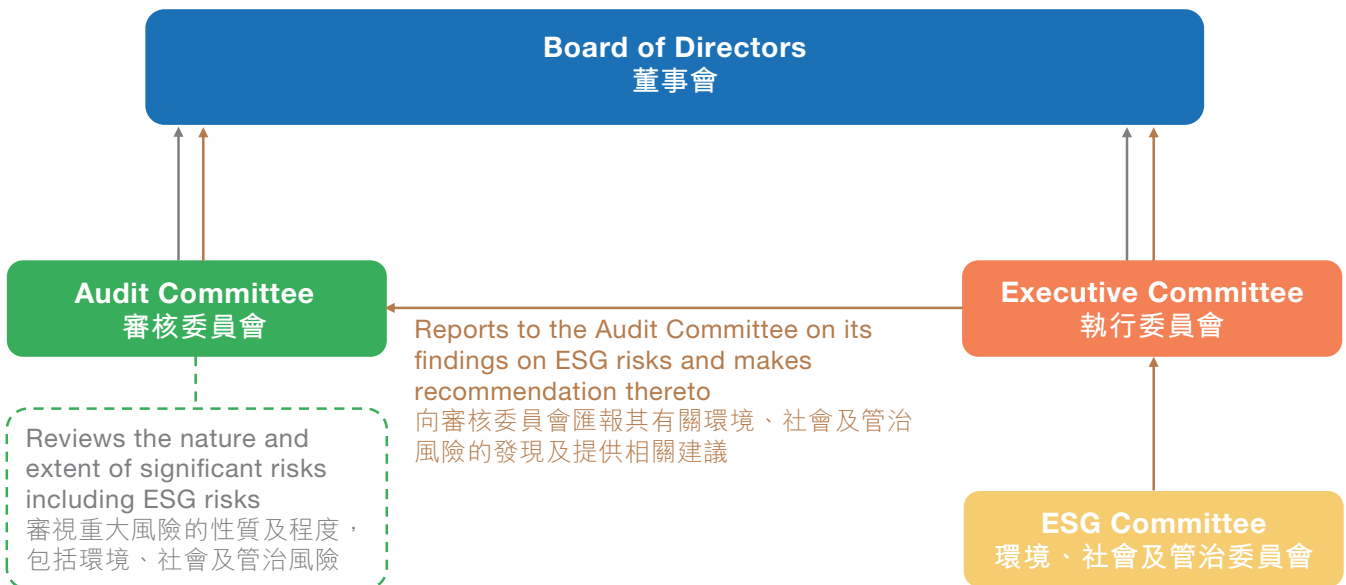 Board of Directors
董事會
Audit Committee
審核委員會
Executive Committee
執行委員會
Reports to the Audit Committee on its
findings on ESG risks and makes
recommendation thereto
向審核委員會匯報其有關環境、社會及管治
風險的發現及提供相關建議
Reviews the nature and
extent of significant risks
including ESG risks
審視重大風險的性質及程度，
包括環境、社會及管治風險
ESG Committee
環境、社會及管治委員會